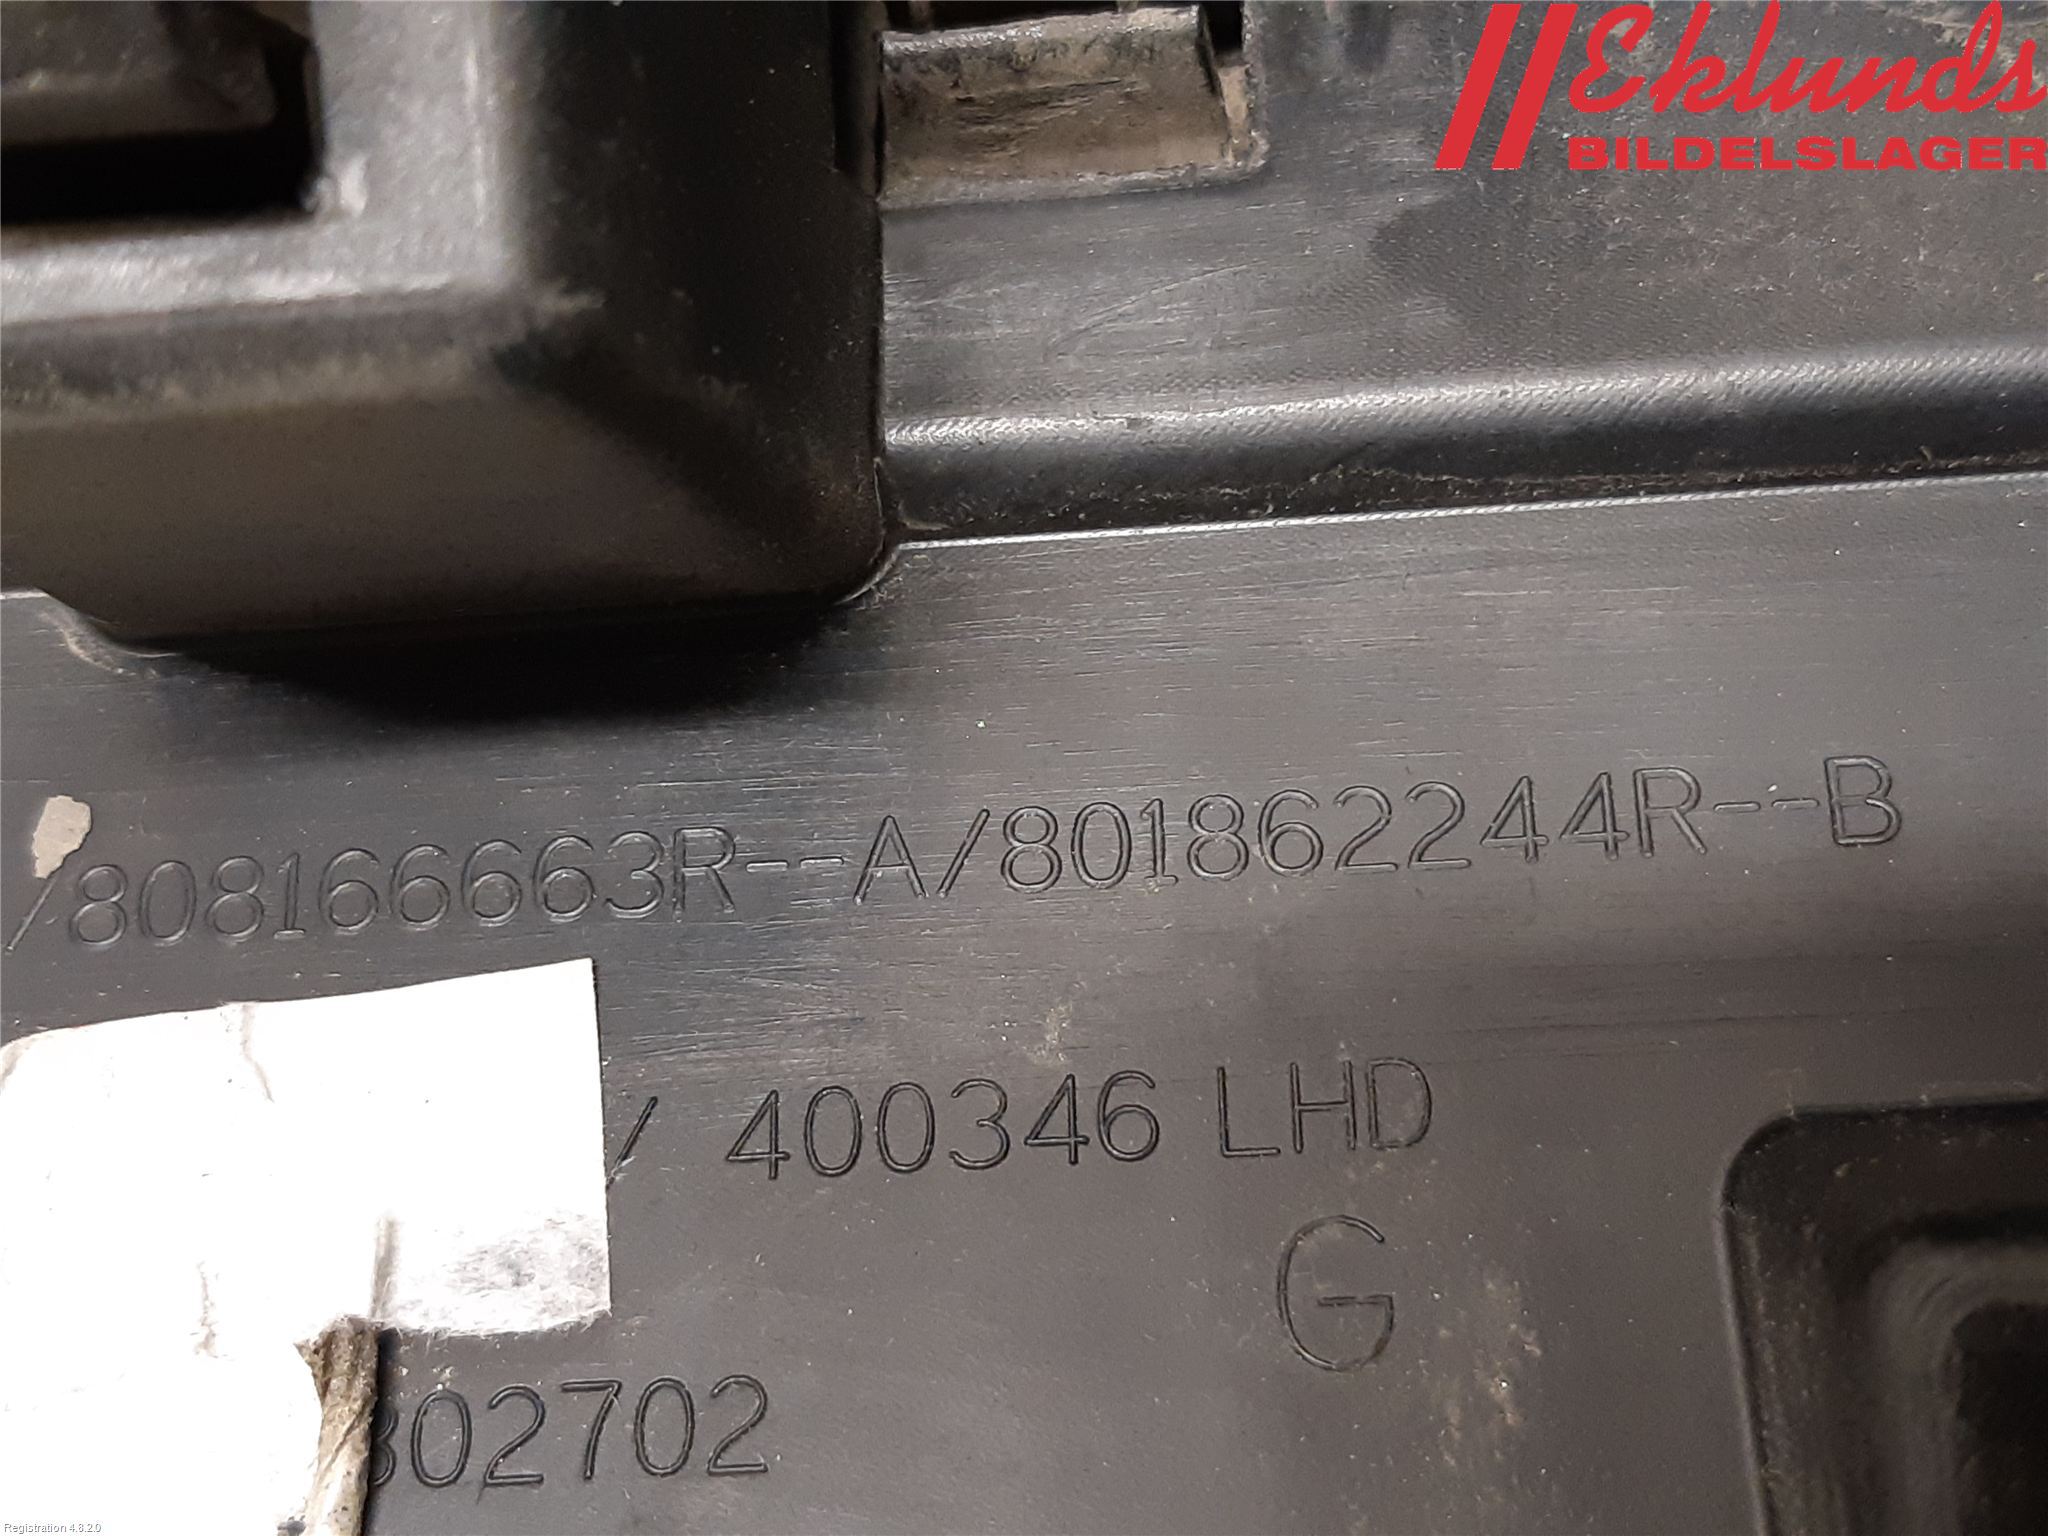 Eklunds
BILDELSLAGER
/808166663R--A/801862244R--B
/ 400346 LHD
G
302702
Registration 4.8.2.0